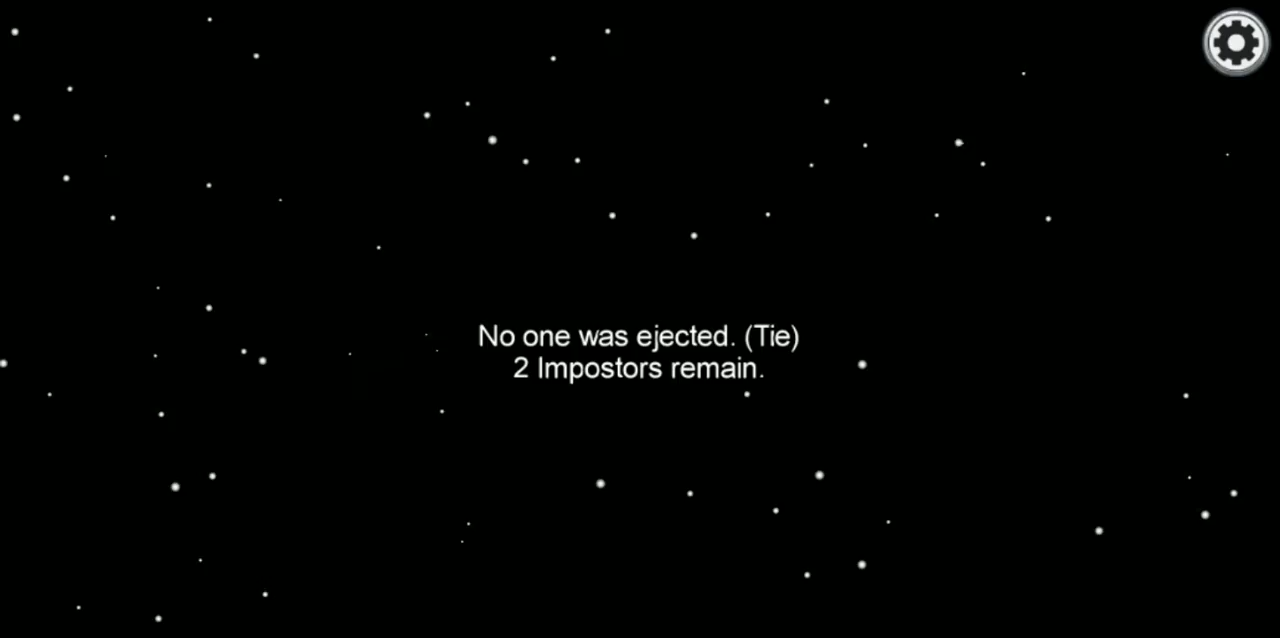 No one was ejected. (Tie)
2 Impostors remain.